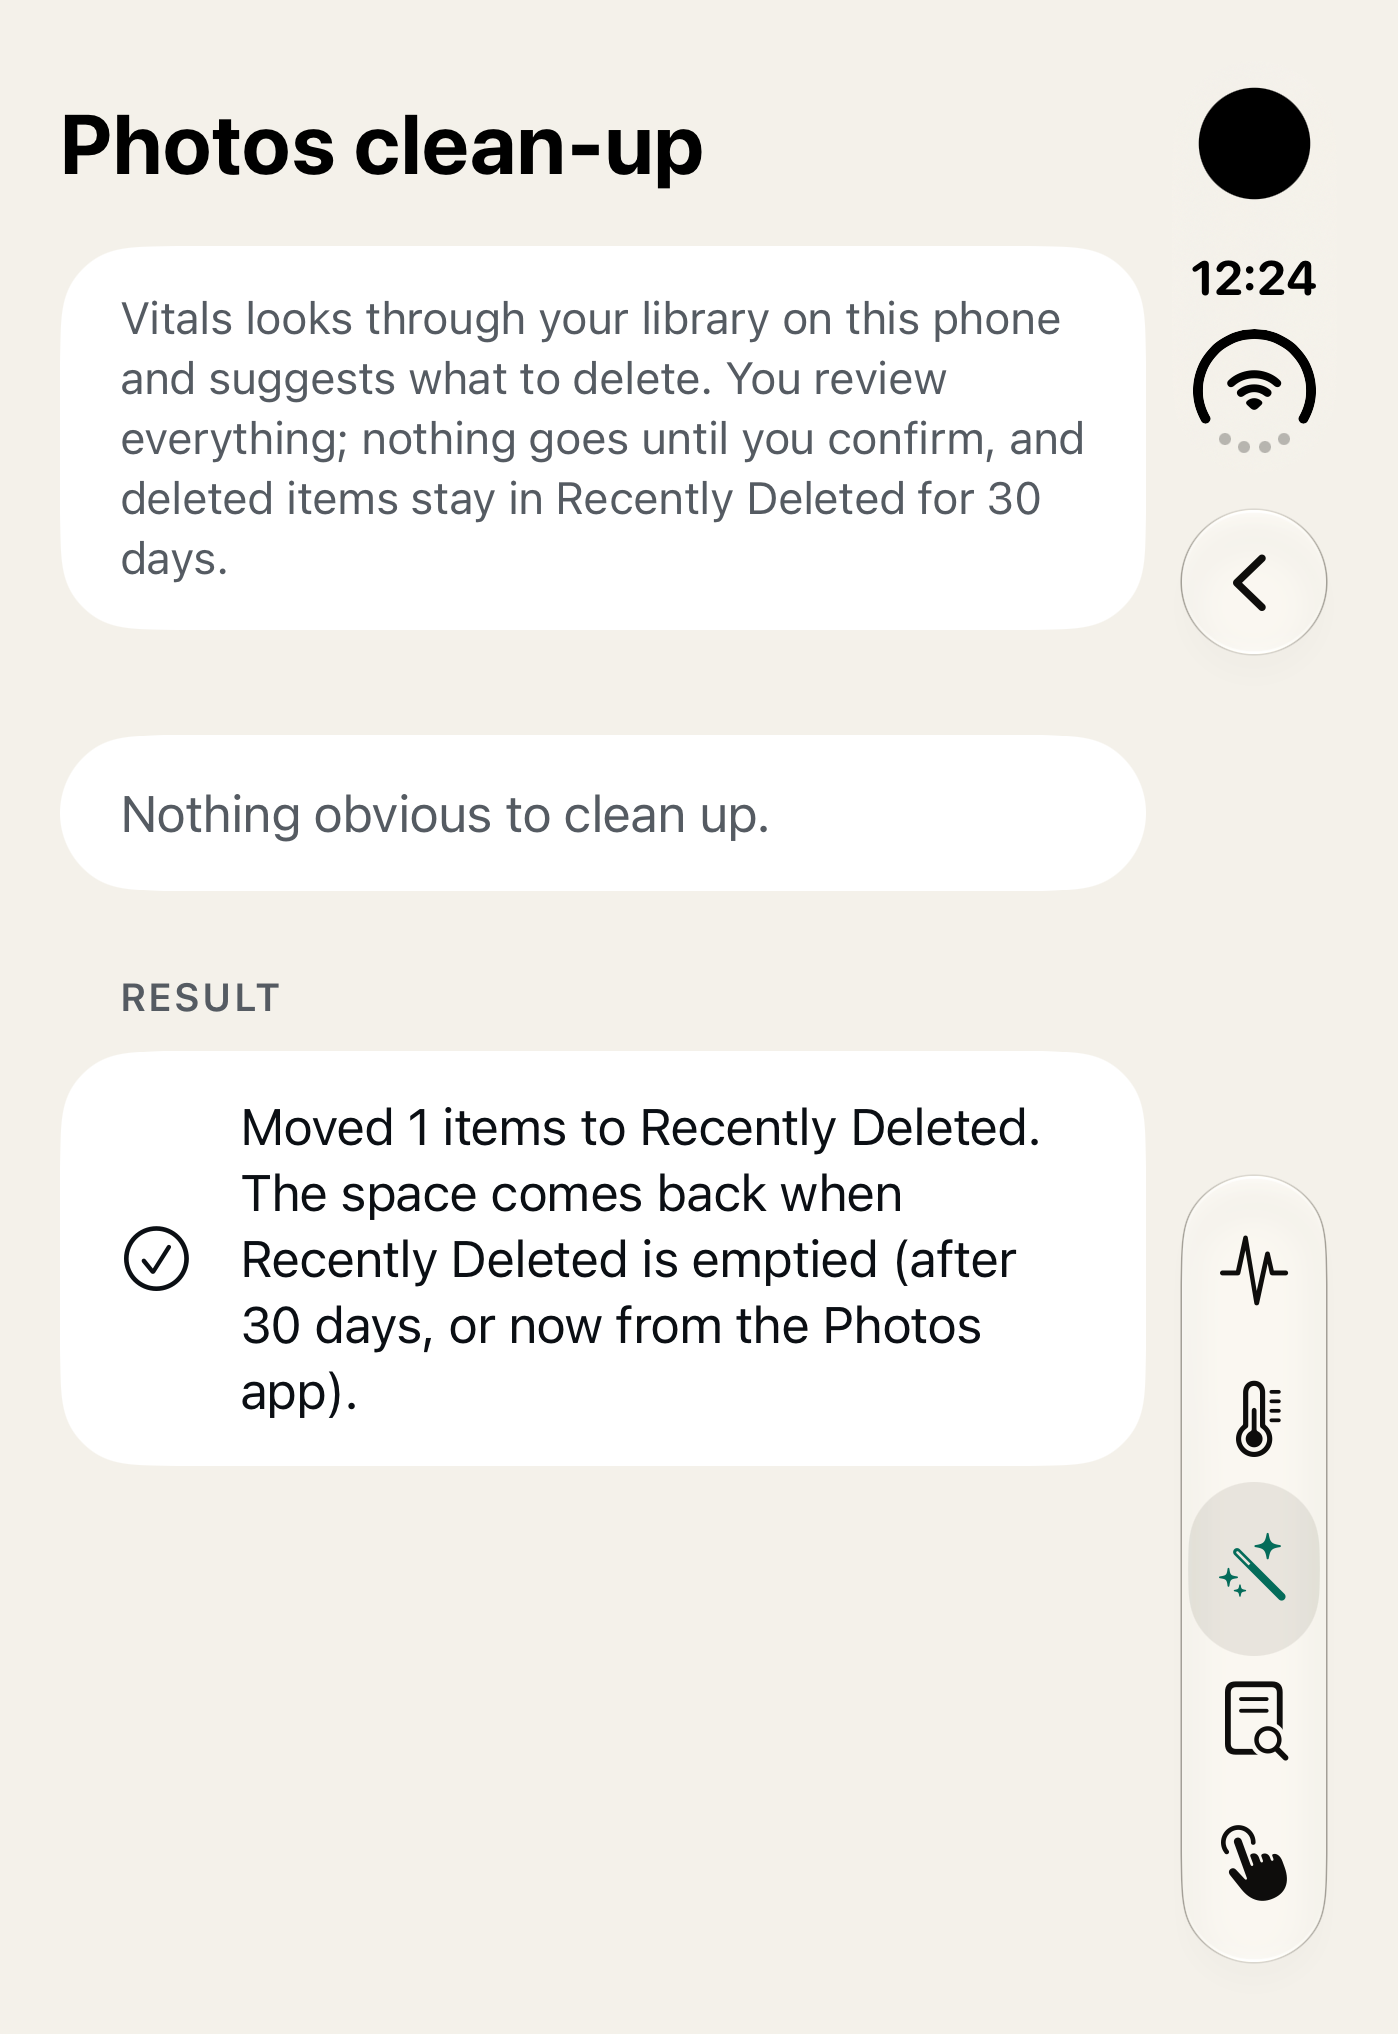 Photos clean-up
12:24
Vitals looks through your library on this phone
and suggests what to delete. You review
everything; nothing goes until you confirm, and
deleted items stay in Recently Deleted for 30
days.
Nothing obvious to clean up.
RESULT
Moved 1 items to Recently Deleted.
The space comes back when
Recently Deleted is emptied (after
30 days, or now from the Photos
app).